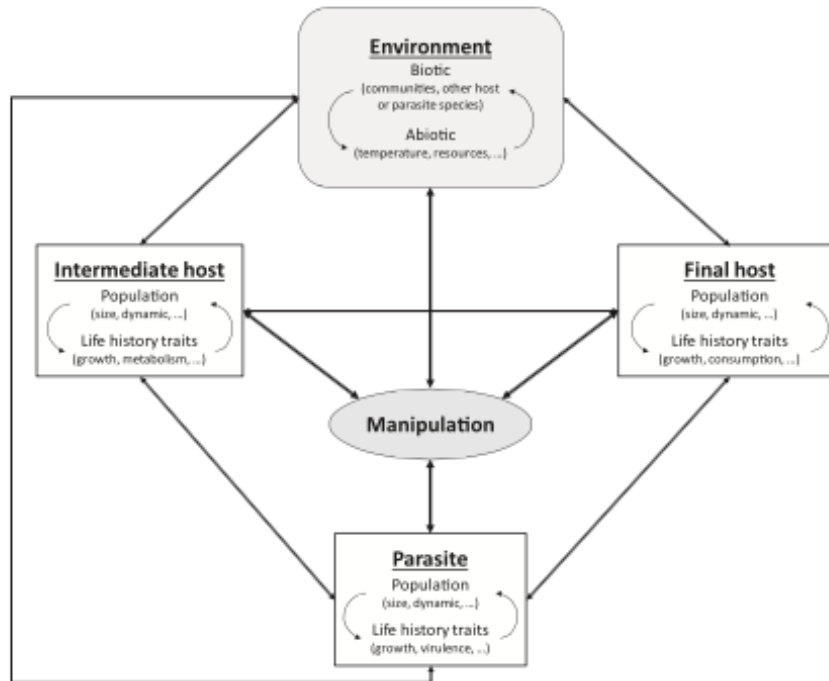 Environment
Biotic
(communities, other host
or parasite species)
Abiotic
(temperature, resources, ...)
Intermediate host
Population
(size, dynamic, ...)
Life history traits
(growth, metabolism, ...)
Final host
Population
(size, dynamic, ...)
Life history traits
(growth, consumption, ...)
Manipulation
Parasite
Population
(size, dynamic, ...)
Life history traits
(growth, virulence, ...)